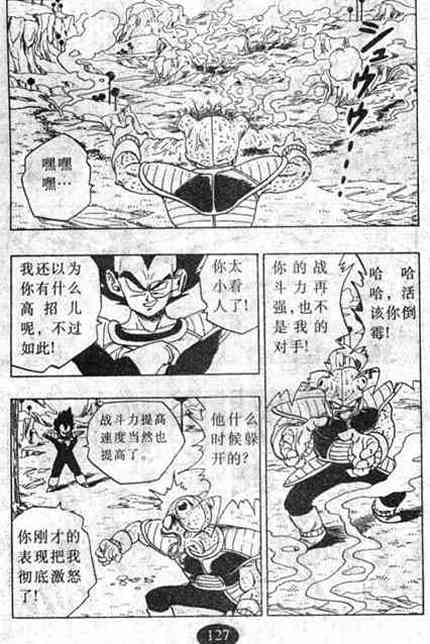 シュウウウ・・・
嘿嘿
嘿…
哈哈
哈,活
该你倒
霉!
你的战
斗力再
强,也不
是我的
对手!
你太
小看
人了!
我还以为
你有什么
高招儿
呢,不过
如此!
他什么
时候躲
开的?
战斗力提高
速度当然也
提高了。
你刚才的
表现把我
彻底激怒
了!
127